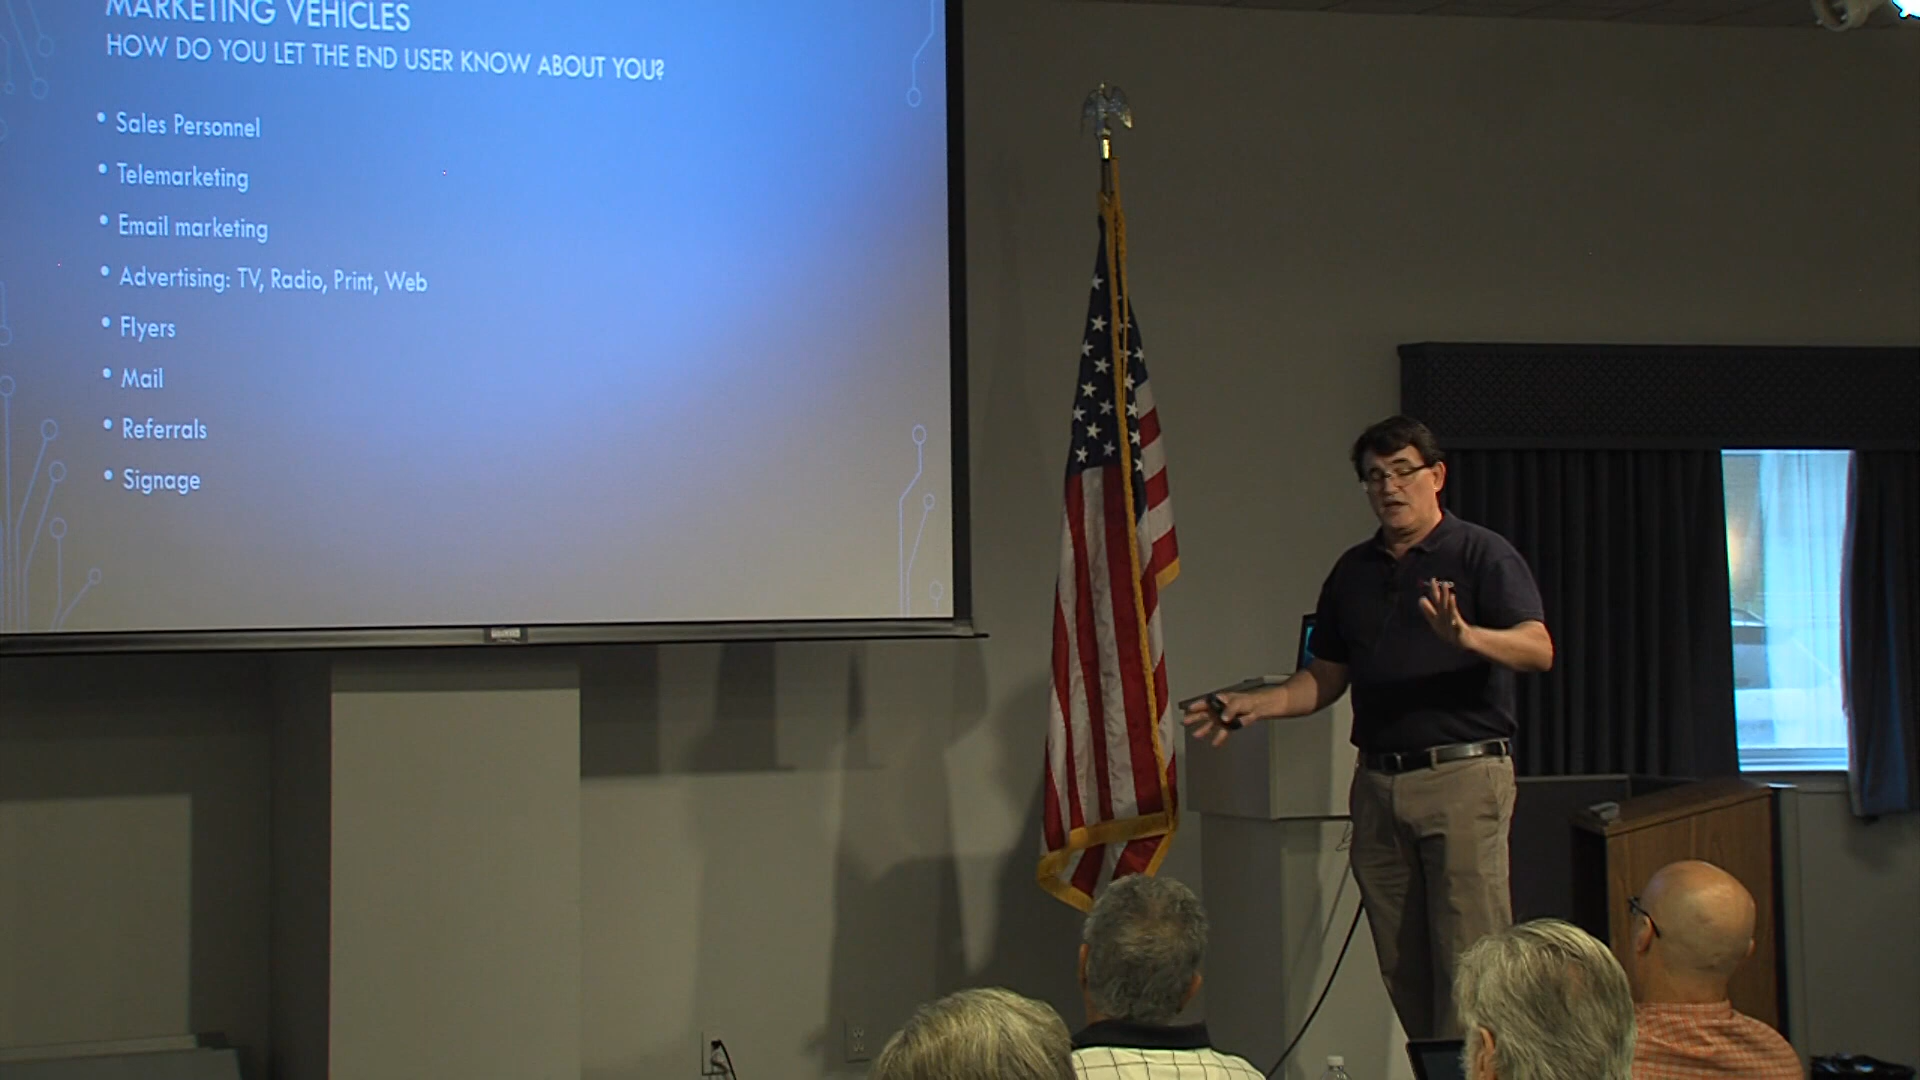 MARKETING VEHICLES
HOW DO YOU LET THE END USER KNOW ABOUT YOU?
• Sales Personnel
• Telemarketing
• Email marketing
• Advertising: TV, Radio, Print, Web
• Flyers
• Mail
• Referrals
• Signage